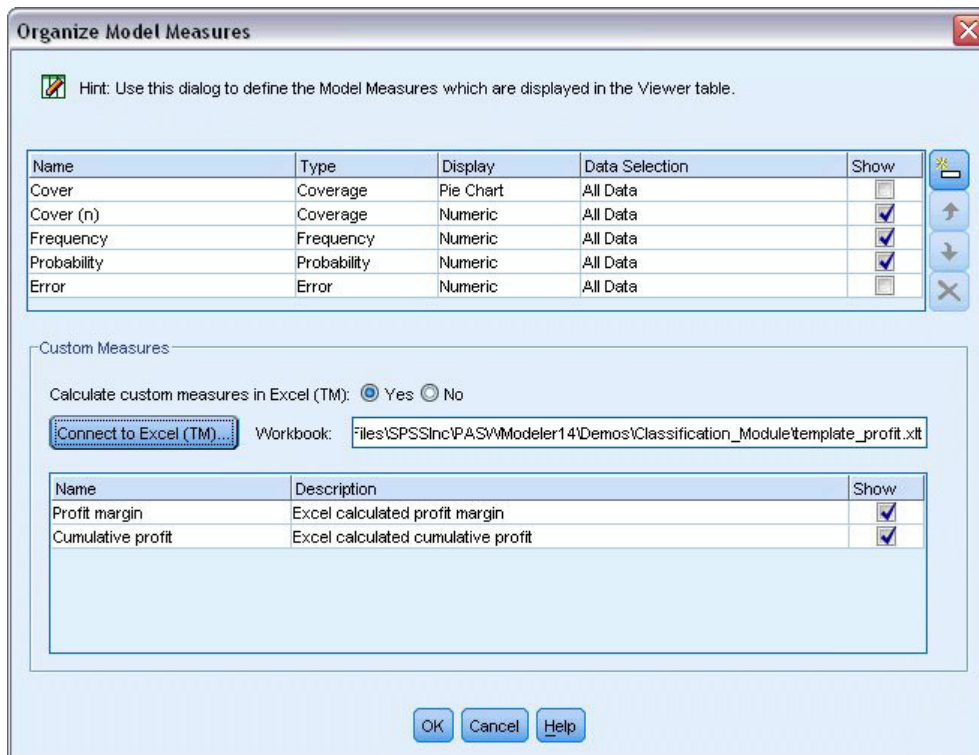 Organize Model Measures
Hint: Use this dialog to define the Model Measures which are displayed in the Viewer table.
Name Type Display Data Selection Show
Cover Coverage Pie Chart All Data
Cover (n) Coverage Numeric All Data
Frequency Frequency Numeric All Data
Probability Probability Numeric All Data
Error Error Numeric All Data
Custom Measures
Calculate custom measures in Excel (TM): Yes No
Connect to Excel (TM)... Workbook: Files\SPSSInc\PASWModeler14\Demos\Classification_Module\template_profit.xlt
Name Description Show
Profit margin Excel calculated profit margin
Cumulative profit Excel calculated cumulative profit
OK Cancel Help